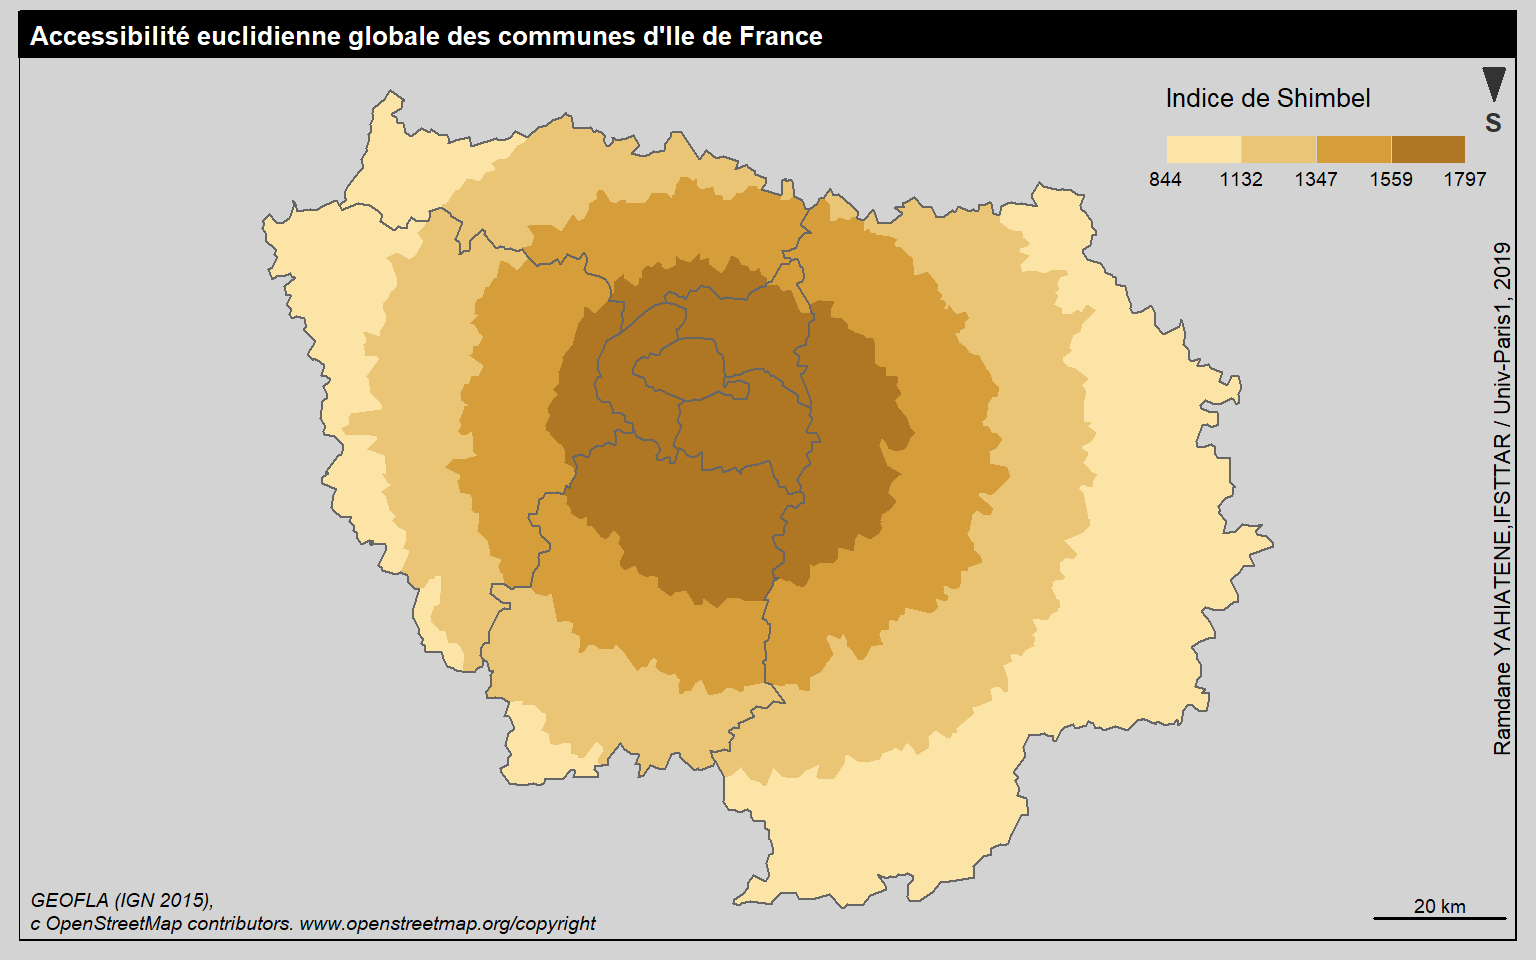 Accessibilité euclidienne globale des communes d'Ile de France
Indice de Shimbel
S
844 1132 1347 1559 1797
Ramdane YAHIATENE,IFSTTAR / Univ-Paris1, 2019
GEOFLA (IGN 2015),
c OpenStreetMap contributors. www.openstreetmap.org/copyright
20 km